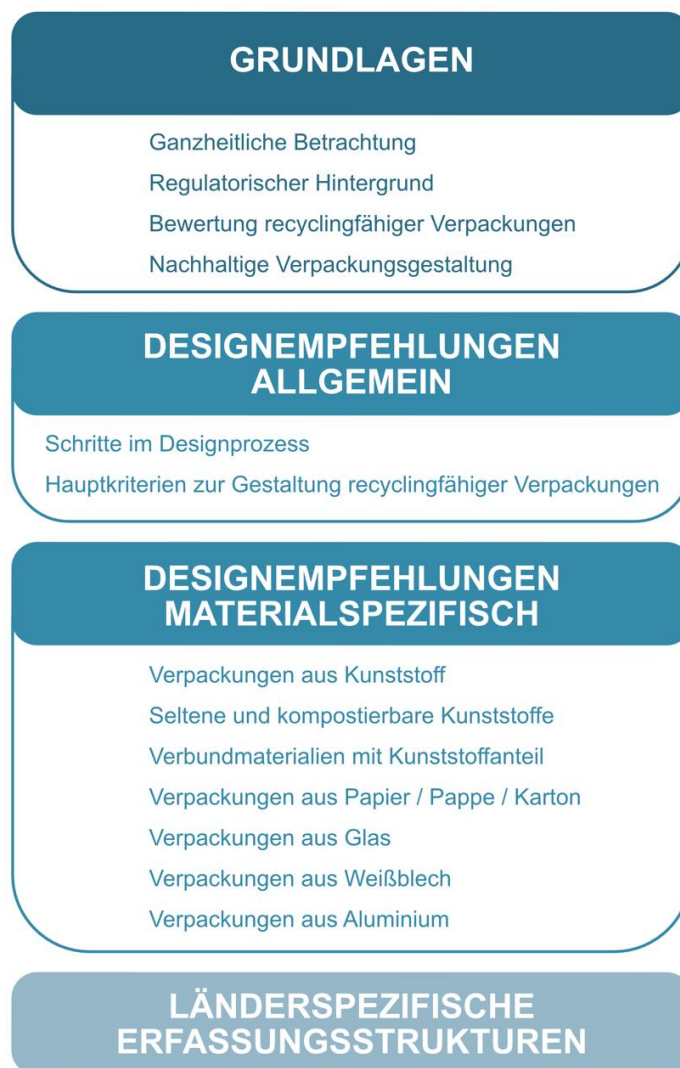 GRUNDLAGEN
Ganzheitliche Betrachtung
Regulatorischer Hintergrund
Bewertung recyclingfähiger Verpackungen
Nachhaltige Verpackungsgestaltung
DESIGNEMPFEHLUNGEN
ALLGEMEIN
Schritte im Designprozess
Hauptkriterien zur Gestaltung recyclingfähiger Verpackungen
DESIGNEMPFEHLUNGEN
MATERIALSPEZIFISCH
Verpackungen aus Kunststoff
Seltene und kompostierbare Kunststoffe
Verbundmaterialien mit Kunststoffanteil
Verpackungen aus Papier / Pappe / Karton
Verpackungen aus Glas
Verpackungen aus Weißblech
Verpackungen aus Aluminium
LÄNDERSPEZIFISCHE
ERFASSUNGSSTRUKTUREN